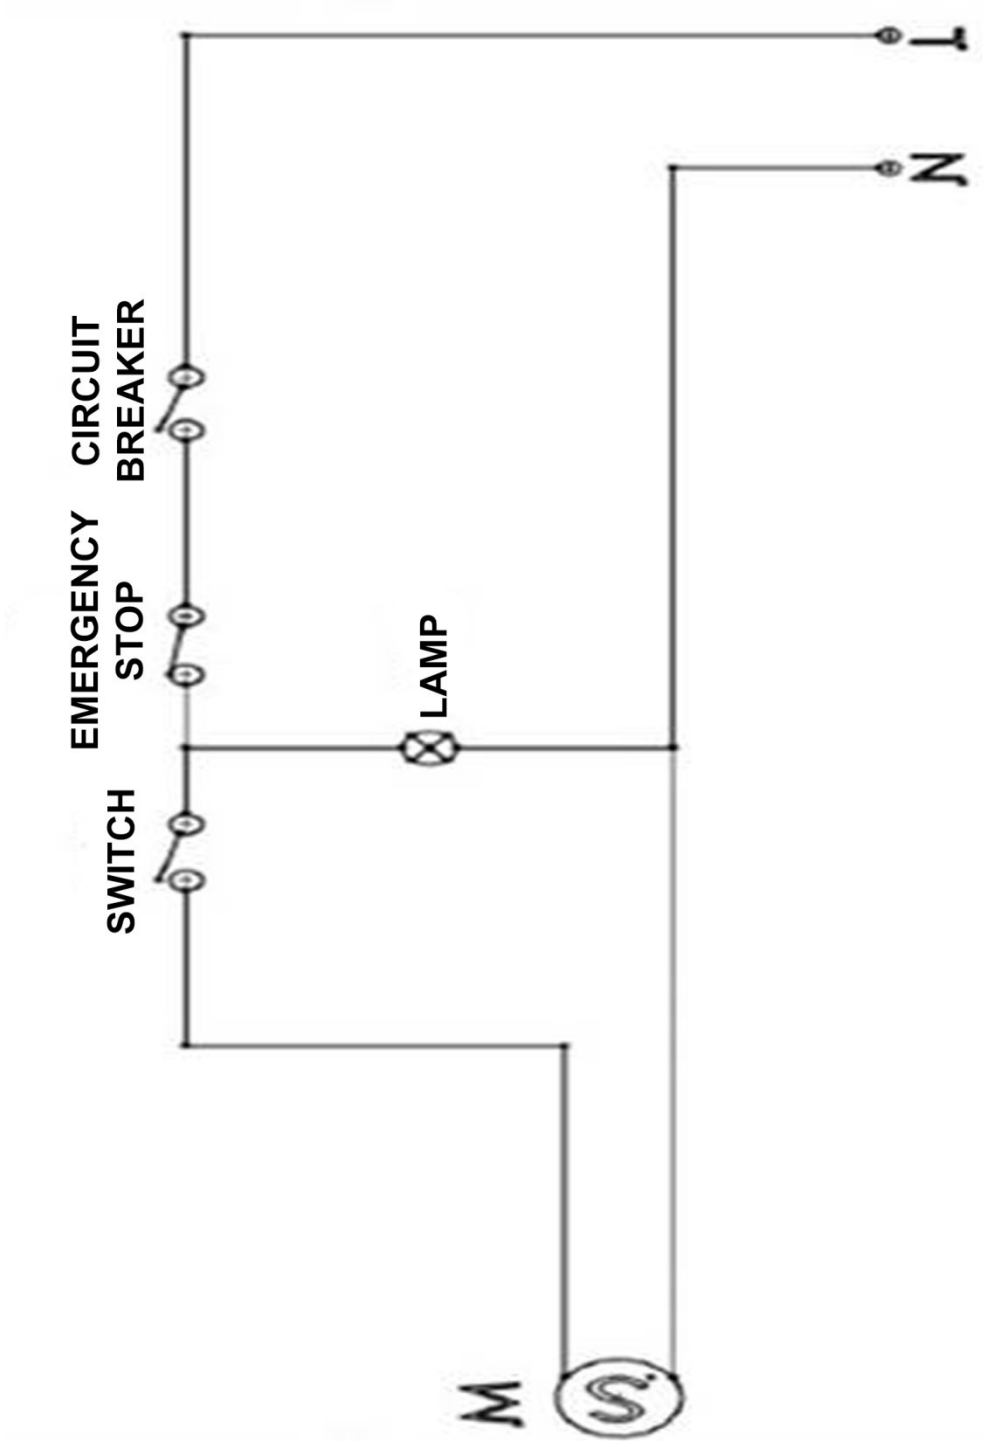 L
N
CIRCUIT
BREAKER
EMERGENCY
STOP
LAMP
SWITCH
M
S